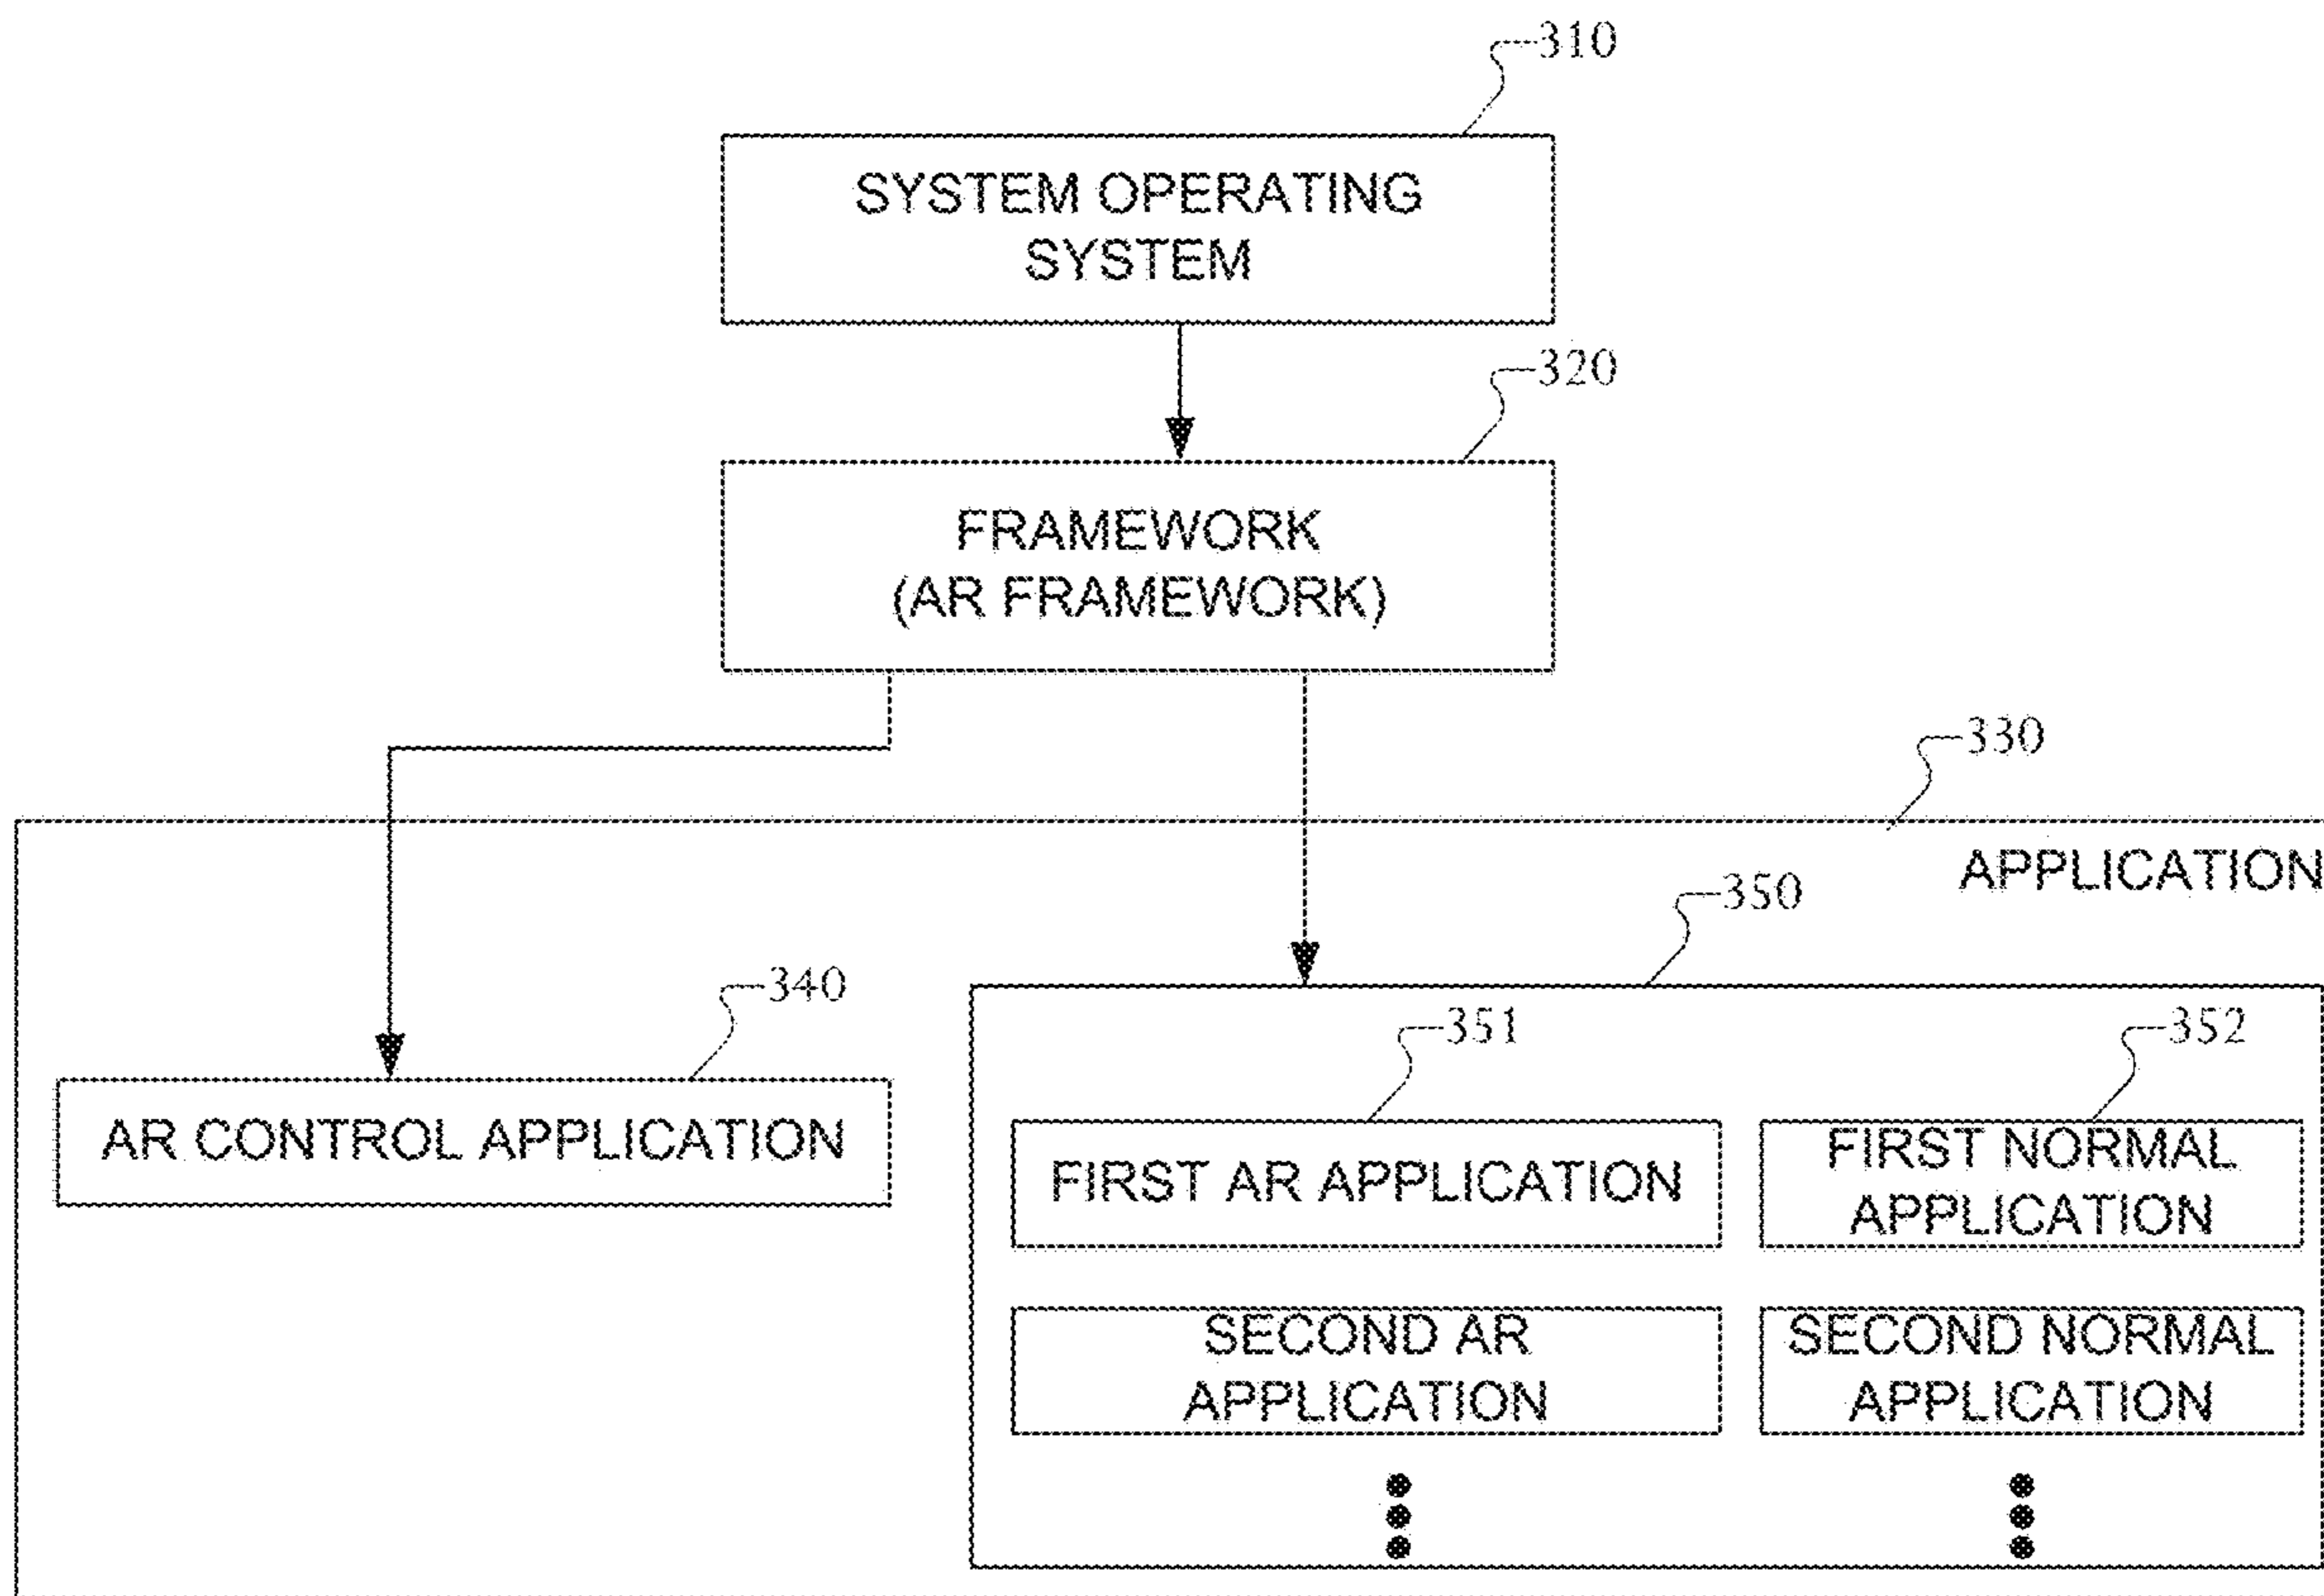 310
SYSTEM OPERATING
SYSTEM
320
FRAMEWORK
(AR FRAMEWORK)
330
APPLICATION
350
340
351
352
AR CONTROL APPLICATION
FIRST AR APPLICATION
FIRST NORMAL
APPLICATION
SECOND AR
APPLICATION
SECOND NORMAL
APPLICATION